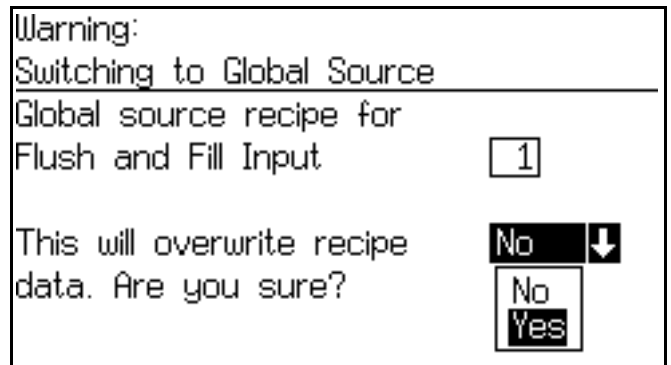 Warning:
Switching to Global Source
Global source recipe for
Flush and Fill Input 1
This will overwrite recipe No
data. Are you sure? No
Yes